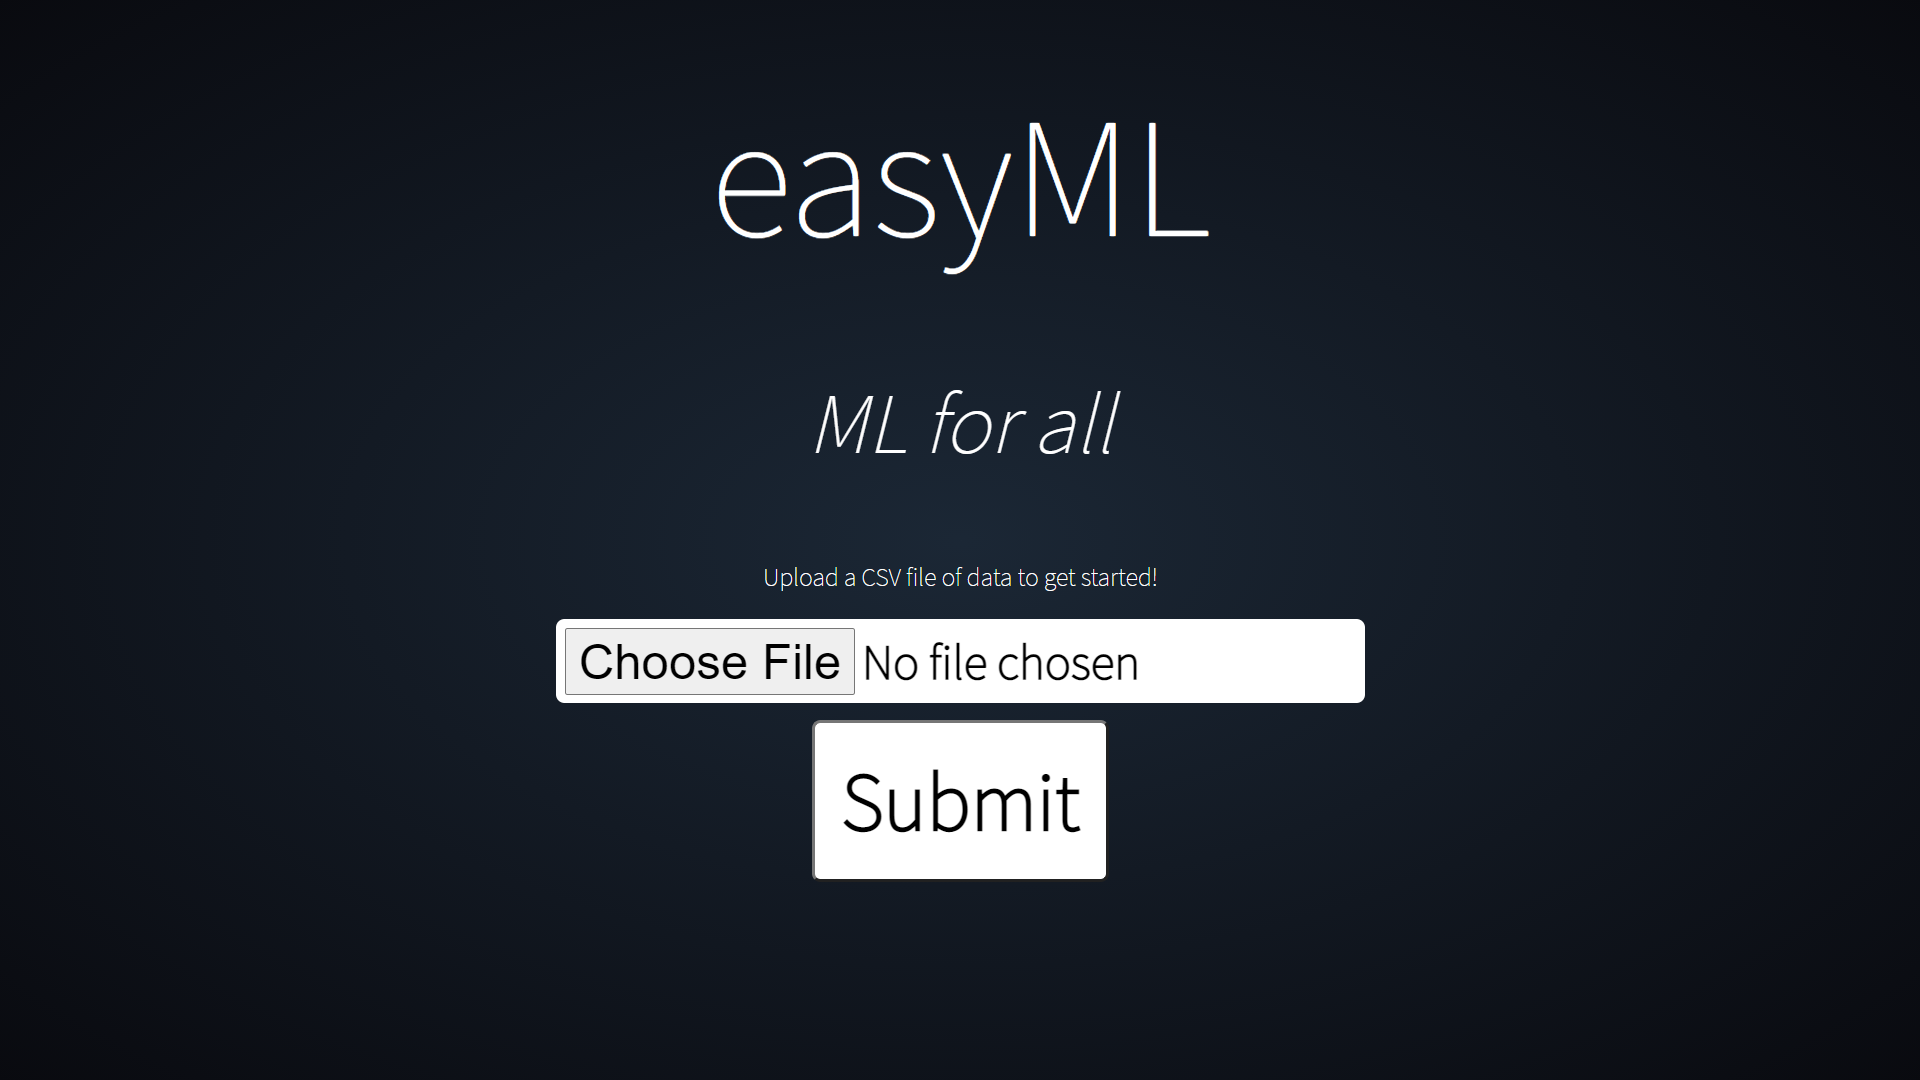 easyML
ML for all
Upload a CSV file of data to get started!
Choose File No file chosen
Submit